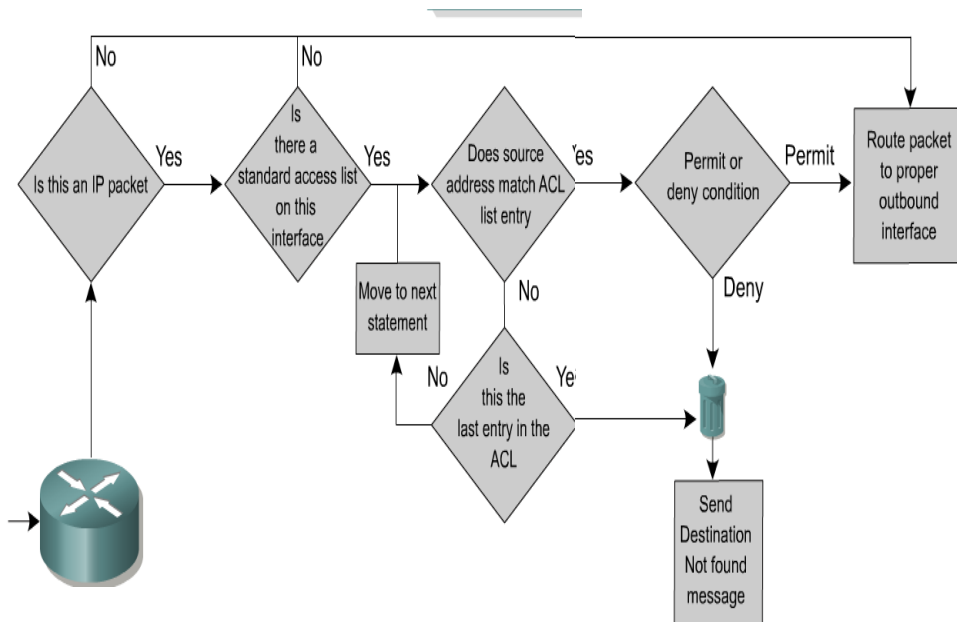 No
No
Is this an IP packet
Yes
Is
there a
standard access list
on this
interface
Yes
Does source
address match ACL
list entry
Yes
Permit or
deny condition
Permit
Route packet
to proper
outbound
interface
Move to next
statement
No
Deny
No
Is
this the
last entry in the
ACL
Yes
Send
Destination
Not found
message